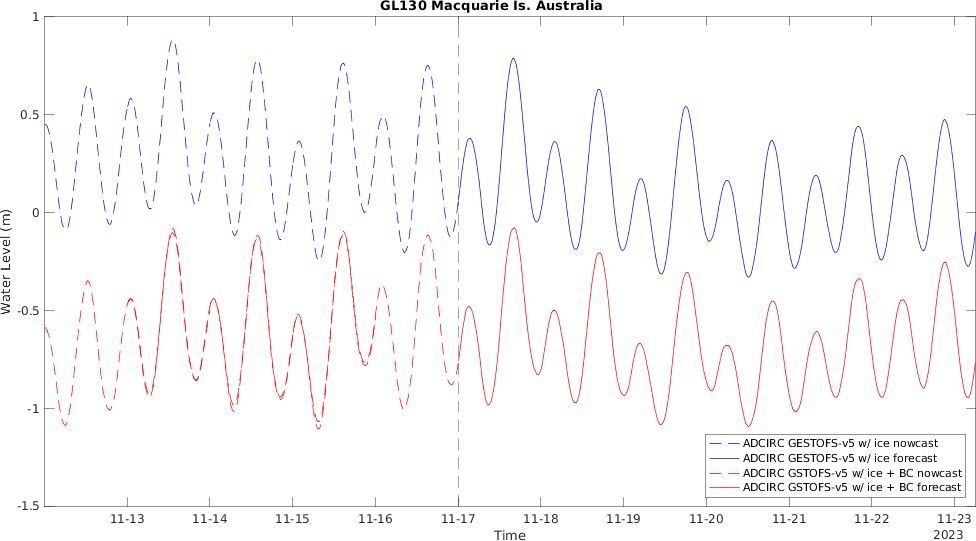 GL130 Macquarie Is. Australia
1
0.5
0
-0.5
-1
-1.5
Water Level (m)
ADCIRC GESTOFS-v5 w/ ice nowcast
ADCIRC GESTOFS-v5 w/ ice forecast
ADCIRC GSTOFS-v5 w/ ice + BC nowcast
ADCIRC GSTOFS-v5 w/ ice + BC forecast
11-13 11-14 11-15 11-16 11-17 11-18 11-19 11-20 11-21 11-22 11-23
Time 2023